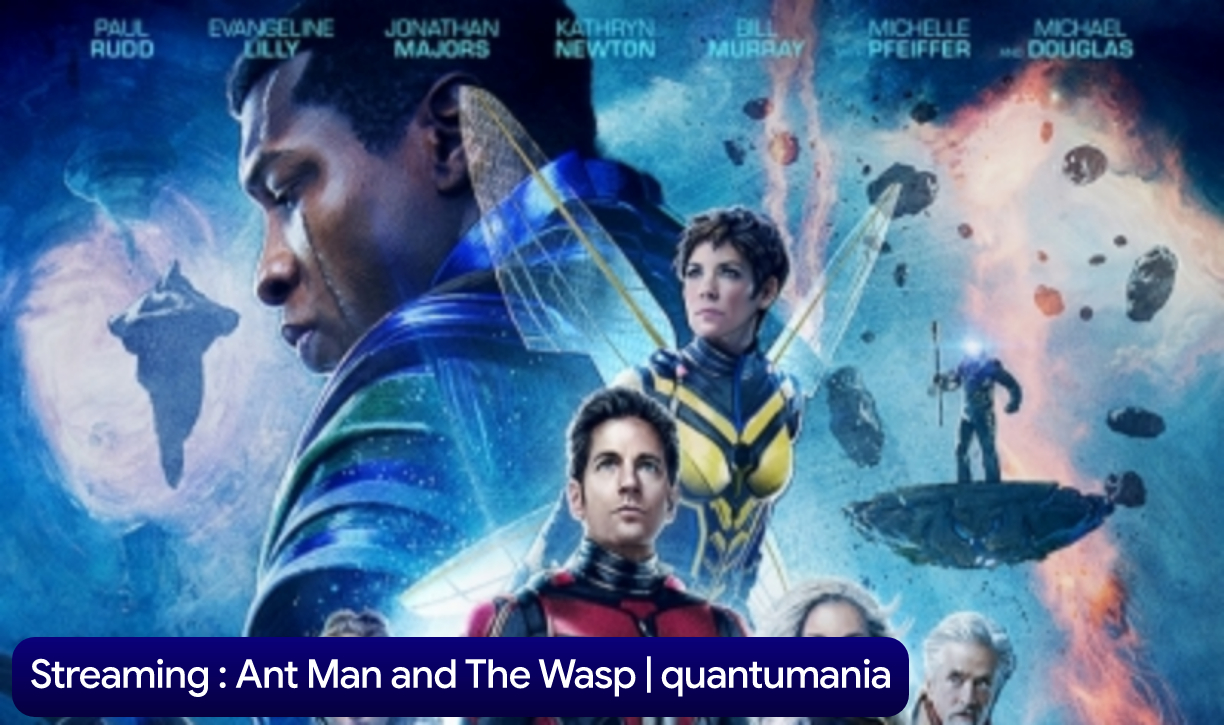 PAUL RUDD
EVANGELINE LILLY
JONATHAN MAJORS
KATHRYN NEWTON
BILL MURRAY
MICHELLE PFEIFFER
AND MICHAEL DOUGLAS
Streaming : Ant Man and The Wasp | quantumania